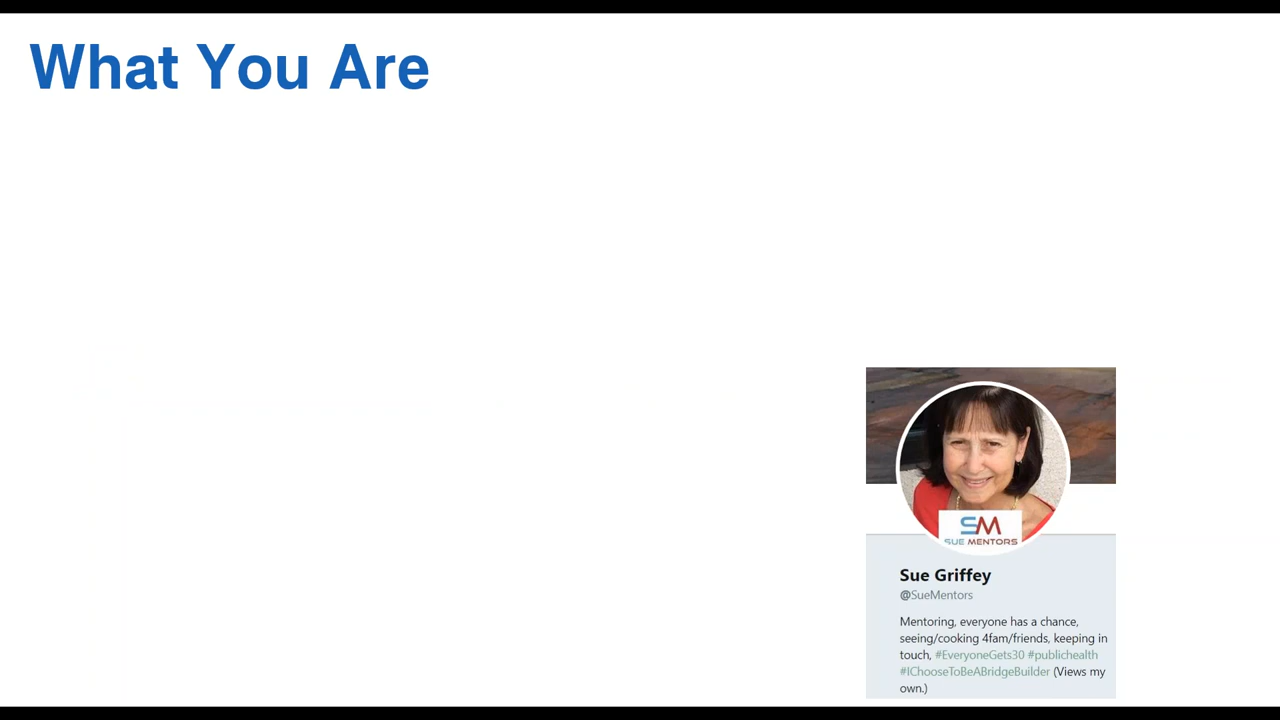 What You Are
SM
SUE MENTORS
Sue Griffey
@SueMentors
Mentoring, everyone has a chance,
seeing/cooking 4fam/friends, keeping in
touch, #EveryoneGets30 #publichealth
#IChooseToBeABridgeBuilder (Views my
own.)